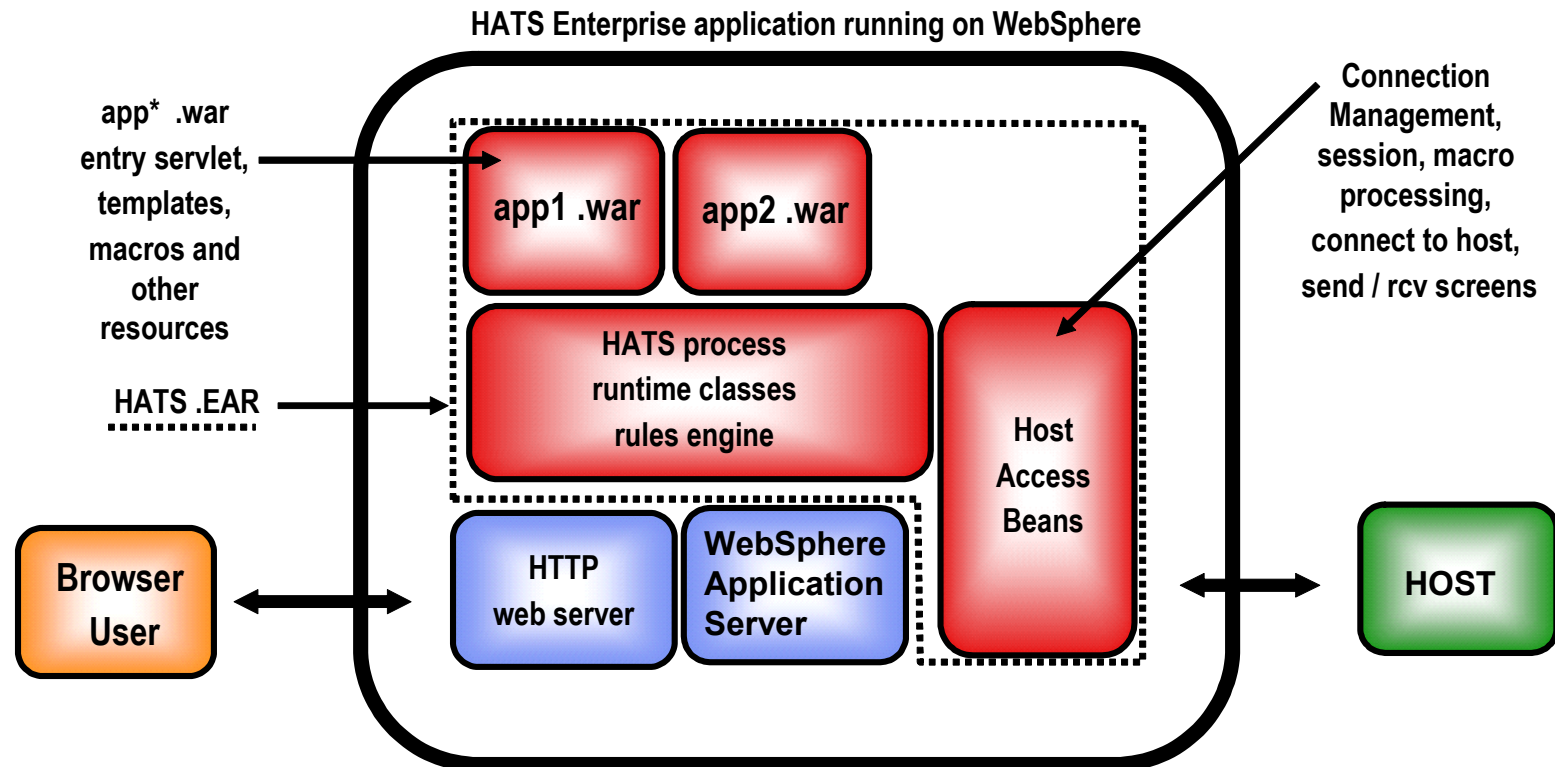 HATS Enterprise application running on WebSphere
app* .war
entry servlet,
templates,
macros and
other
resources
HATS .EAR
app1 .war
app2 .war
HATS process
runtime classes
rules engine
Host
Access
Beans
Connection
Management,
session, macro
processing,
connect to host,
send / rcv screens
Browser
User
HTTP
web server
WebSphere
Application
Server
HOST